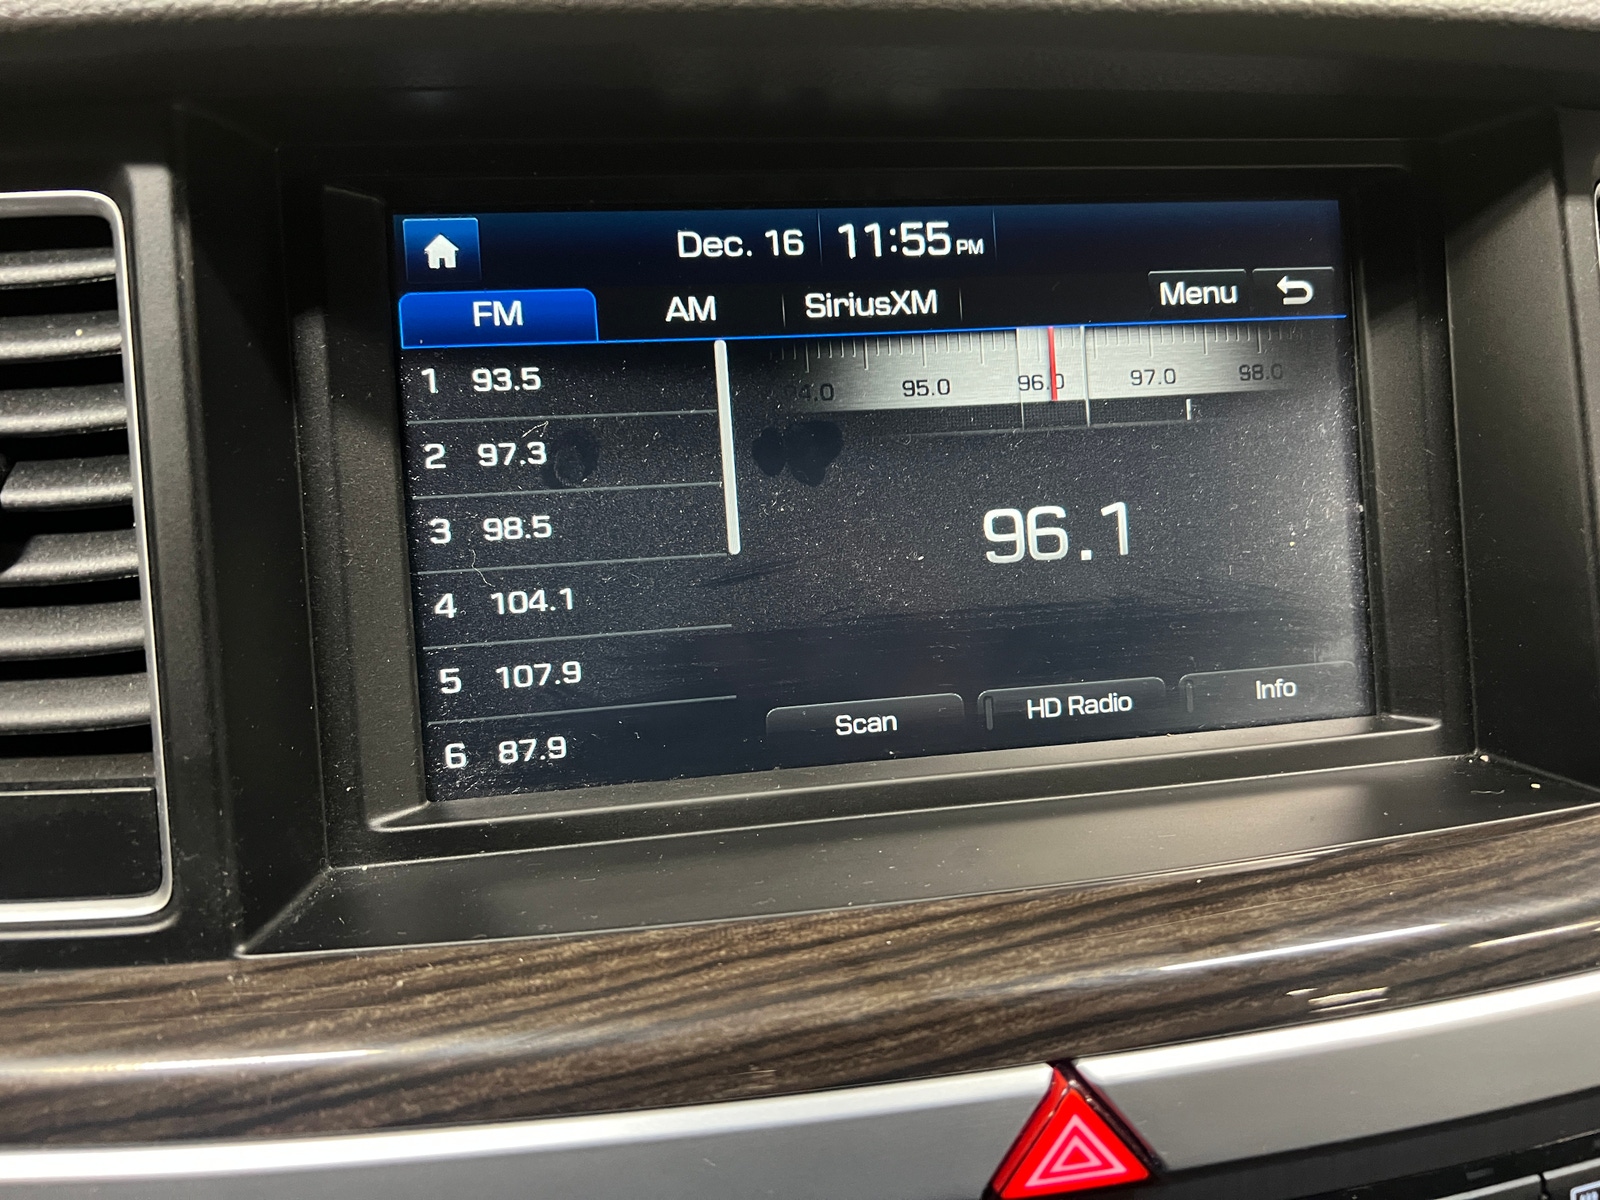 Dec. 16 11:55 PM
FM AM SiriusXM Menu
94.0 95.0 96.0 97.0 98.0
1 93.5
2 97.3
3 98.5
4 104.1
5 107.9
6 87.9
96.1
Scan HD Radio Info